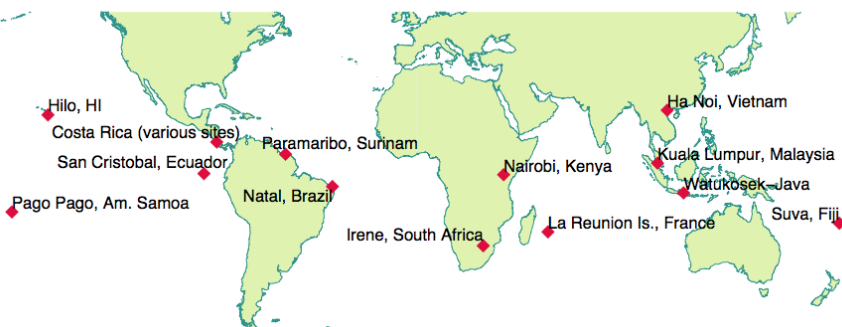 Hilo, HI
Ha Noi, Vietnam
Costa Rica (various sites)
Paramaribo, Surinam
San Cristobal, Ecuador
Kuala Lumpur, Malaysia
Nairobi, Kenya
Natal, Brazil
Watukosek-Java
Pago Pago, Am. Samoa
Suva, Fiji
La Reunion Is., France
Irene, South Africa